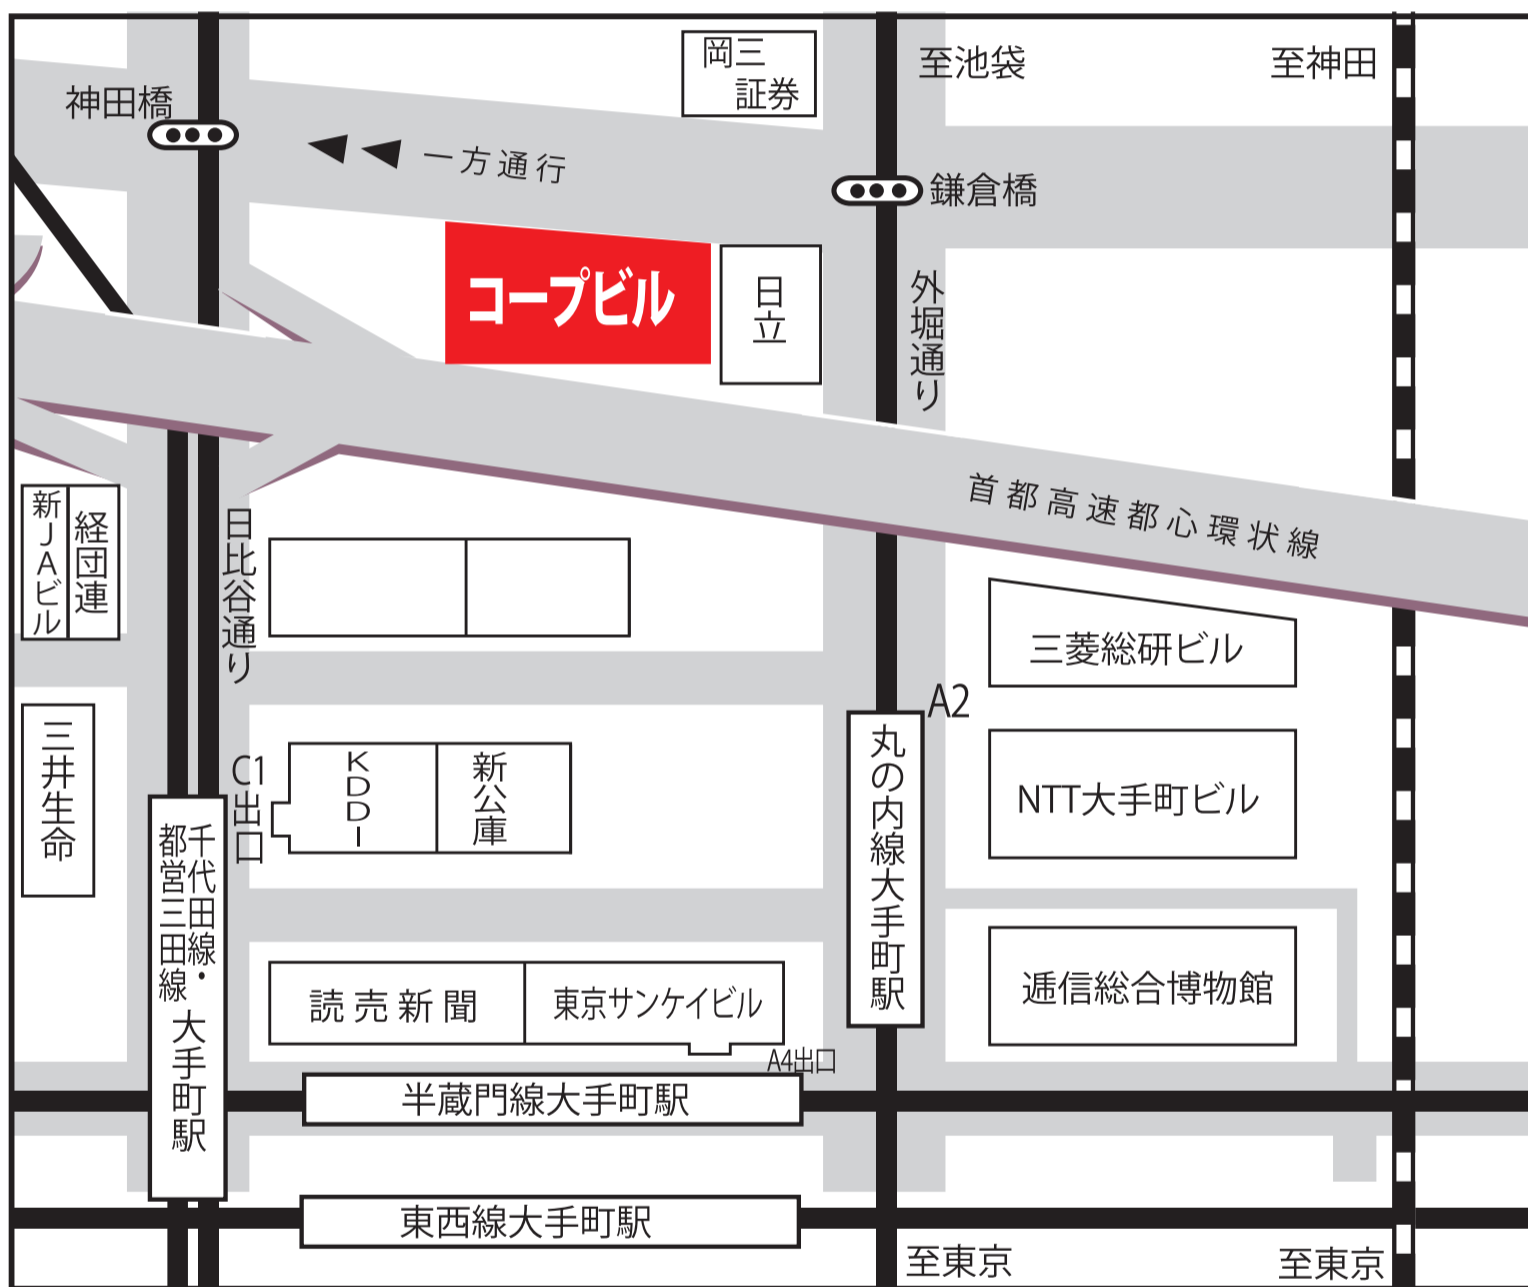 岡三
証券
至池袋
至神田
神田橋
一方通行
鎌倉橋
コープビル
日立
外堀通り
首都高速都心環状線
新JAビル
経団連
日比谷通り
三菱総研ビル
A2
三井生命
C1
出口
KDDI
新公庫
丸の内線大手町駅
NTT大手町ビル
千代田線・
都営三田線
大手町駅
読売新聞
東京サンケイビル
逓信総合博物館
A4出口
半蔵門線大手町駅
東西線大手町駅
至東京
至東京